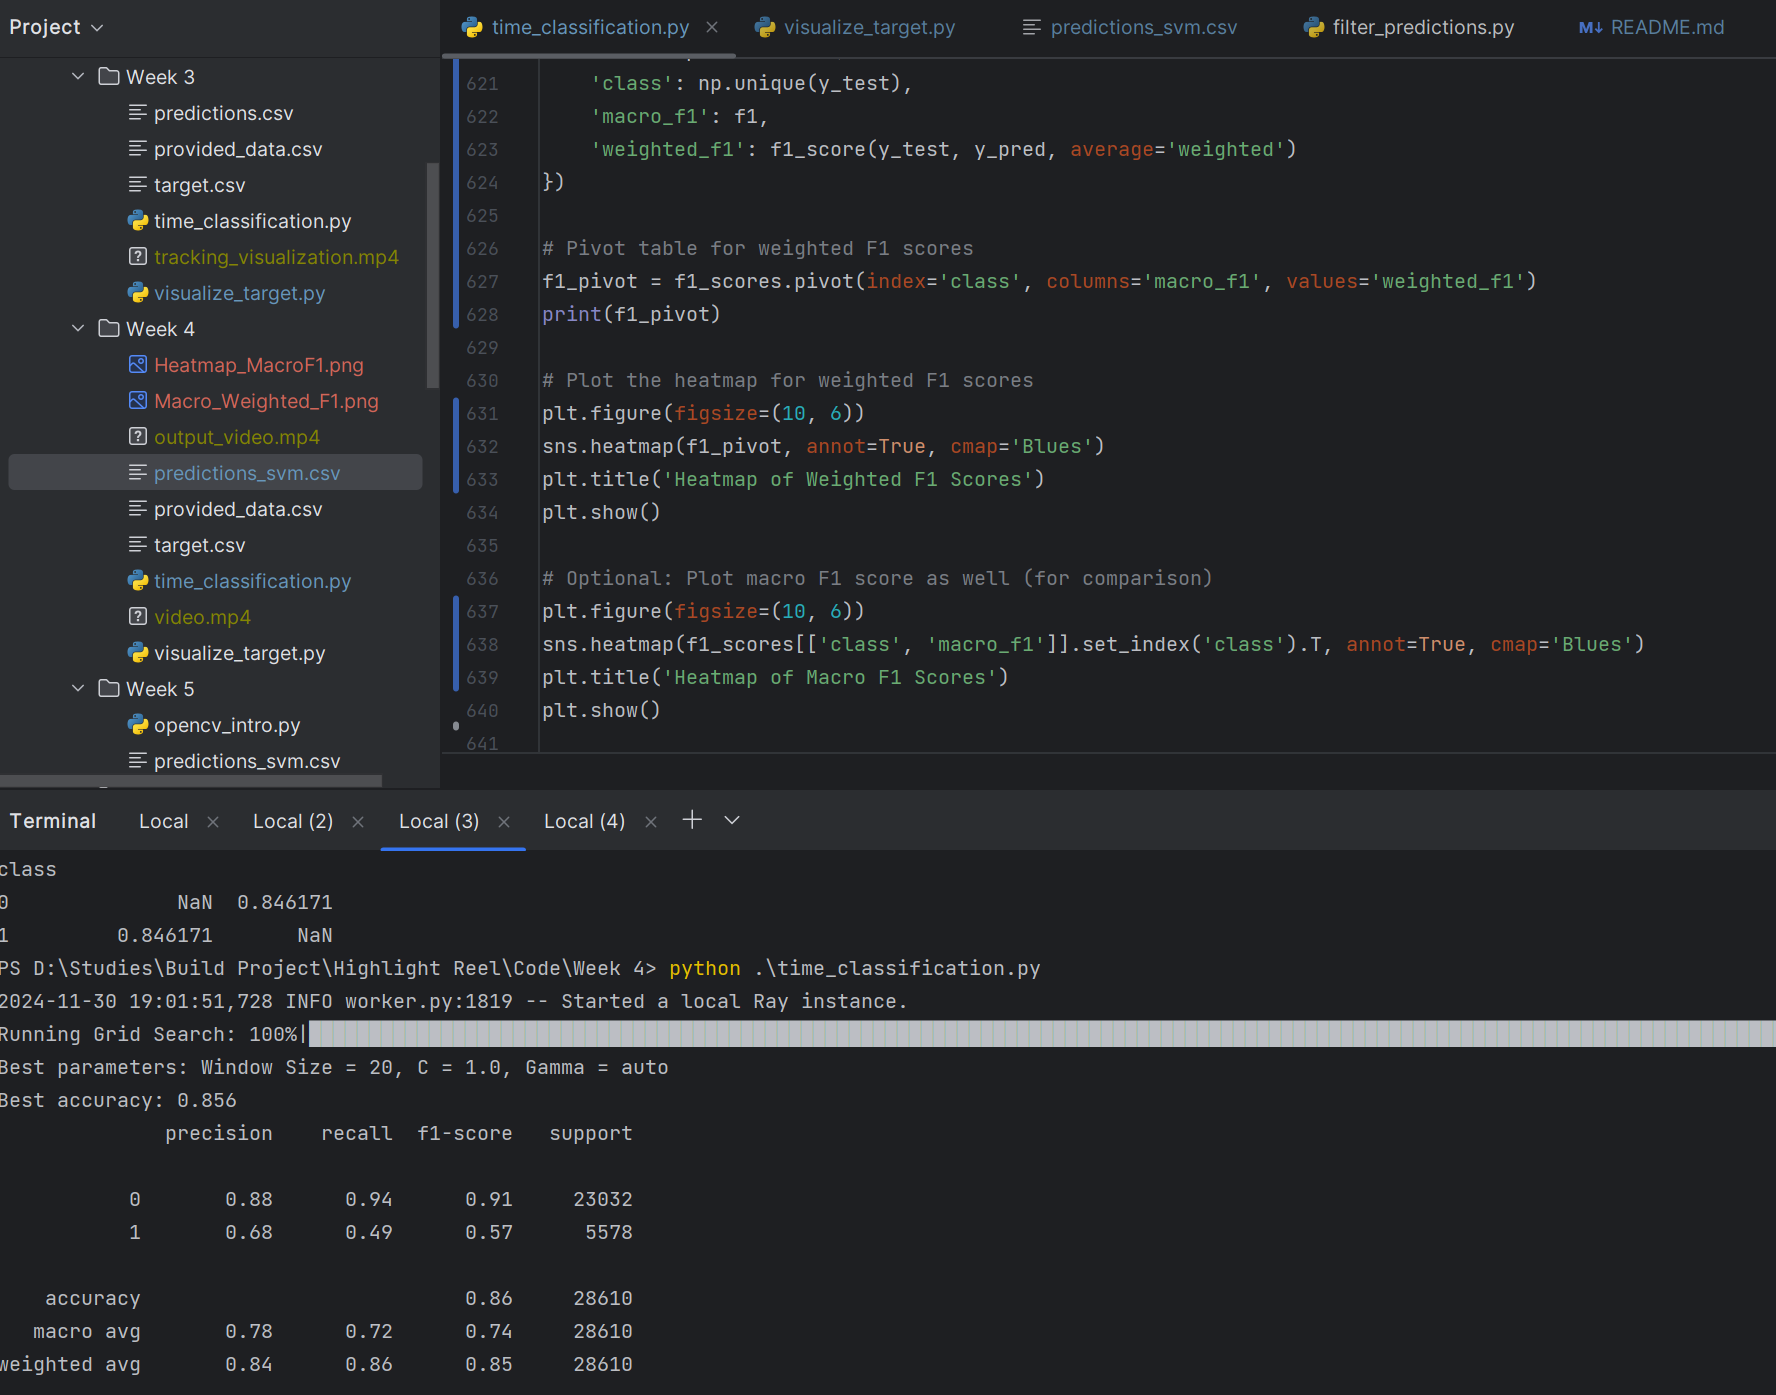 Project
time_classification.py
visualize_target.py
predictions_svm.csv
filter_predictions.py
M↓ README.md
Week 3
predictions.csv
provided_data.csv
target.csv
time_classification.py
tracking_visualization.mp4
visualize_target.py
Week 4
Heatmap_MacroF1.png
Macro_Weighted_F1.png
output_video.mp4
predictions_svm.csv
provided_data.csv
target.csv
time_classification.py
video.mp4
visualize_target.py
Week 5
opencv_intro.py
predictions_svm.csv
621 'class': np.unique(y_test),
622 'macro_f1': f1,
623 'weighted_f1': f1_score(y_test, y_pred, average='weighted')
624 })
625
626 # Pivot table for weighted F1 scores
627 f1_pivot = f1_scores.pivot(index='class', columns='macro_f1', values='weighted_f1')
628 print(f1_pivot)
629
630 # Plot the heatmap for weighted F1 scores
631 plt.figure(figsize=(10, 6))
632 sns.heatmap(f1_pivot, annot=True, cmap='Blues')
633 plt.title('Heatmap of Weighted F1 Scores')
634 plt.show()
635
636 # Optional: Plot macro F1 score as well (for comparison)
637 plt.figure(figsize=(10, 6))
638 sns.heatmap(f1_scores[['class', 'macro_f1']].set_index('class').T, annot=True, cmap='Blues')
639 plt.title('Heatmap of Macro F1 Scores')
640 plt.show()
641
Terminal Local Local (2) Local (3) Local (4)
class
0 NaN 0.846171
1 0.846171 NaN
PS D:\Studies\Build Project\Highlight Reel\Code\Week 4> python .\time_classification.py
2024-11-30 19:01:51,728 INFO worker.py:1819 -- Started a local Ray instance.
Running Grid Search: 100%|
Best parameters: Window Size = 20, C = 1.0, Gamma = auto
Best accuracy: 0.856
precision recall f1-score support
0 0.88 0.94 0.91 23032
1 0.68 0.49 0.57 5578
accuracy 0.86 28610
macro avg 0.78 0.72 0.74 28610
weighted avg 0.84 0.86 0.85 28610